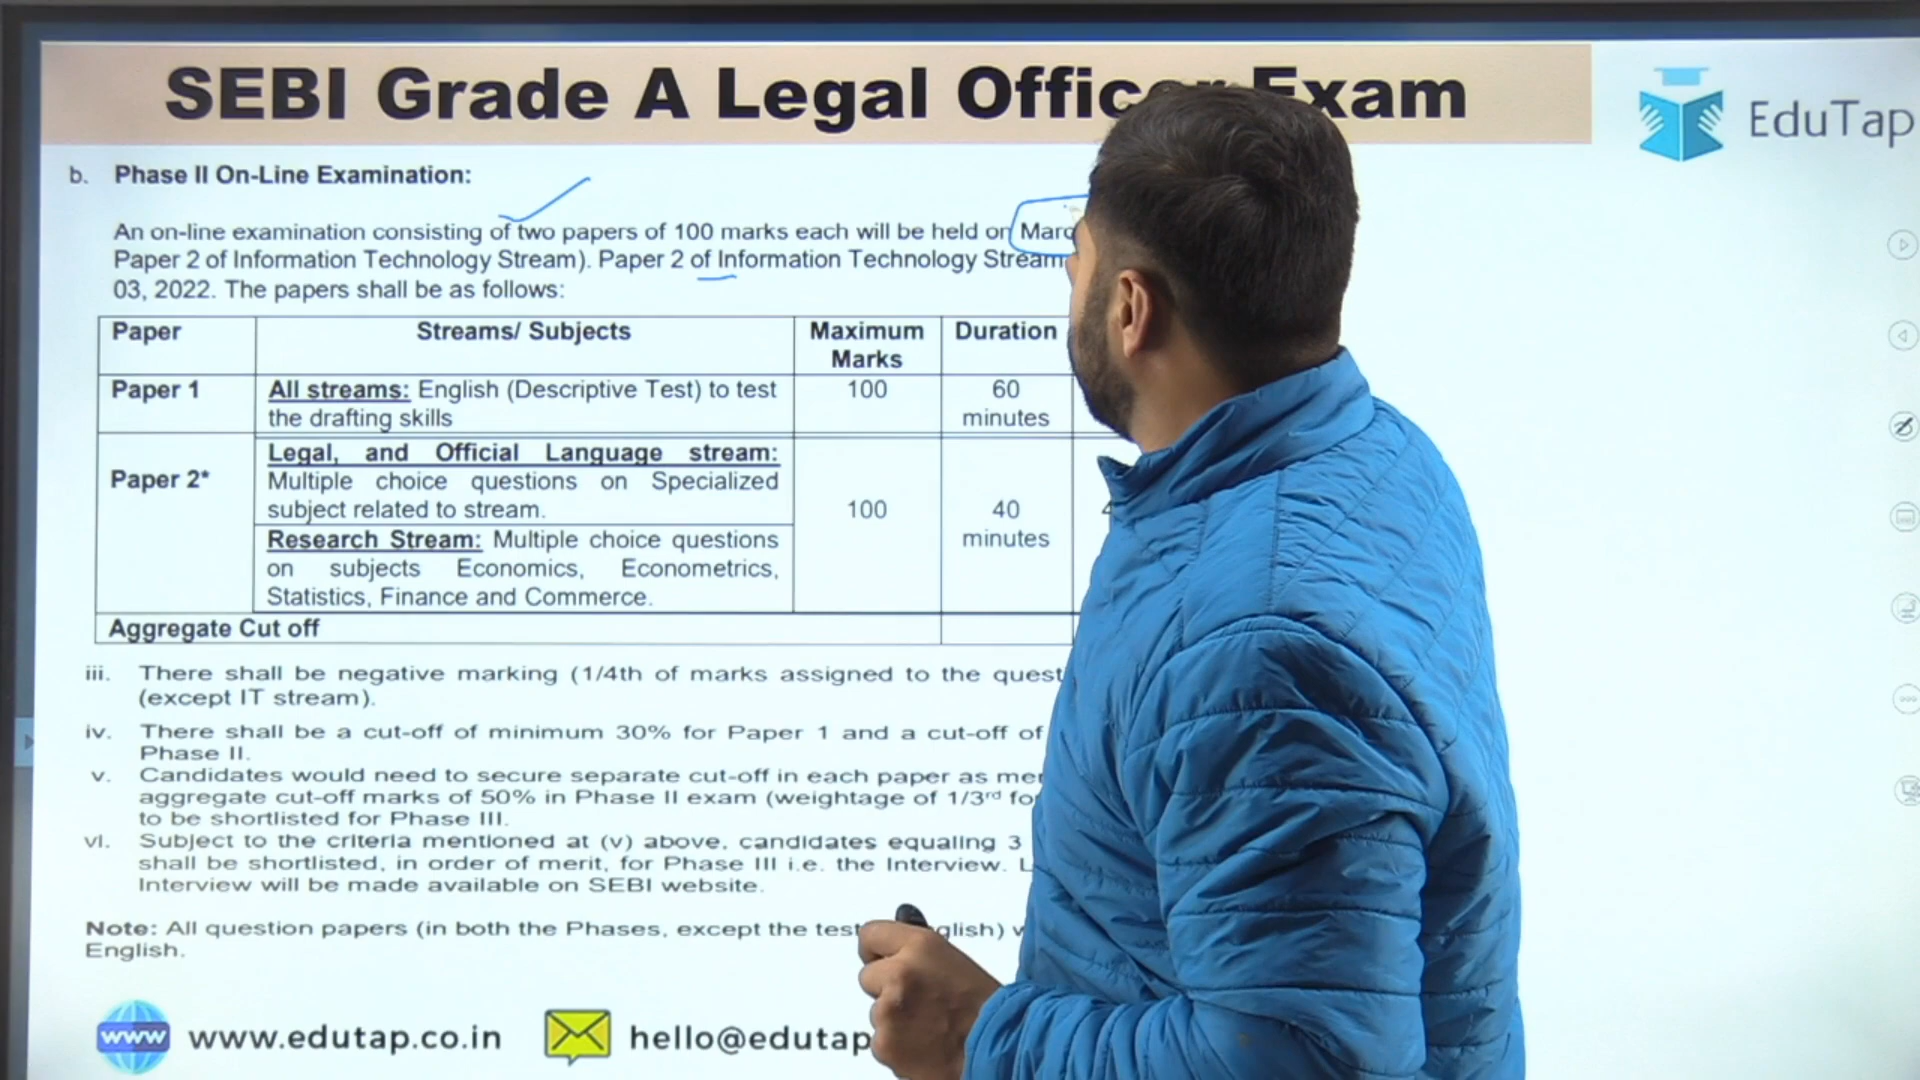 SEBI Grade A Legal Officer Exam
EduTap
b. Phase II On-Line Examination:
An on-line examination consisting of two papers of 100 marks each will be held on
Paper 2 of Information Technology Stream). Paper 2 of Information Technology Stream
03, 2022. The papers shall be as follows:
Paper Streams/ Subjects Maximum Marks Duration
Paper 1 All streams: English (Descriptive Test) to test 100 60
the drafting skills minutes
Legal, and Official Language stream:
Paper 2* Multiple choice questions on Specialized
subject related to stream. 100 40
Research Stream: Multiple choice questions minutes
on subjects Economics, Econometrics,
Statistics, Finance and Commerce.
Aggregate Cut off
iii. There shall be negative marking (1/4th of marks assigned to the
(except IT stream).
iv. There shall be a cut-off of minimum 30% for Paper 1 and a cut-off of
Phase II.
v. Candidates would need to secure separate cut-off in each paper as
aggregate cut-off marks of 50% in Phase II exam (weightage of 1/3rd
to be shortlisted for Phase III.
vi. Subject to the criteria mentioned at (v) above, candidates equaling 3
shall be shortlisted, in order of merit, for Phase III i.e. the Interview.
Interview will be made available on SEBI website.
Note: All question papers (in both the Phases, except the test
English.
www www.edutap.co.in hello@edutap